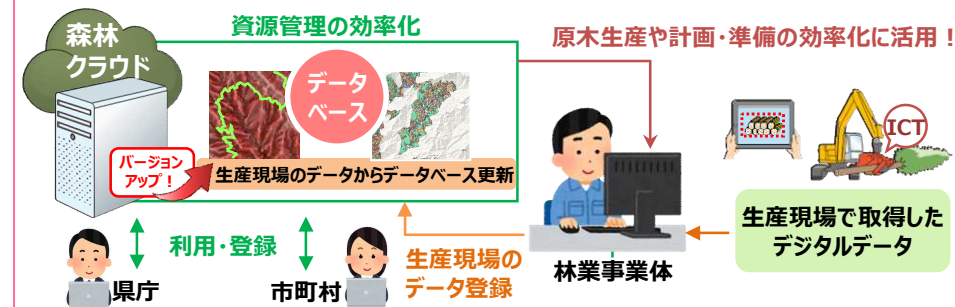 森林
クラウド
資源管理の効率化
データ
ベース
バージョン
アップ！
生産現場のデータからデータベース更新
原木生産や計画・準備の効率化に活用！
ICT
生産現場で取得した
デジタルデータ
利用・登録
県庁
市町村
生産現場の
データ登録
林業事業体